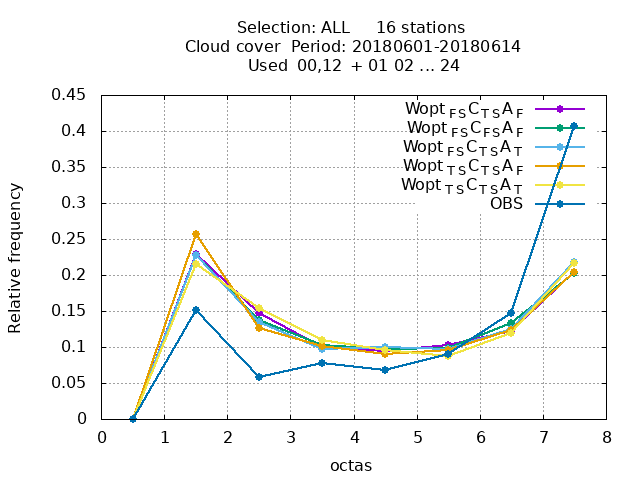 Selection: ALL     16 stations
Cloud cover  Period: 20180601-20180614
Used  00,12  + 01 02 ... 24
0.45
0.4
0.35
0.3
0.25
0.2
0.15
0.1
0.05
0
Relative frequency
Wopt FS C TS A F
Wopt FS C FS A F
Wopt FS C TS A T
Wopt TS C TS A F
Wopt TS C TS A T
OBS
0 1 2 3 4 5 6 7 8
octas